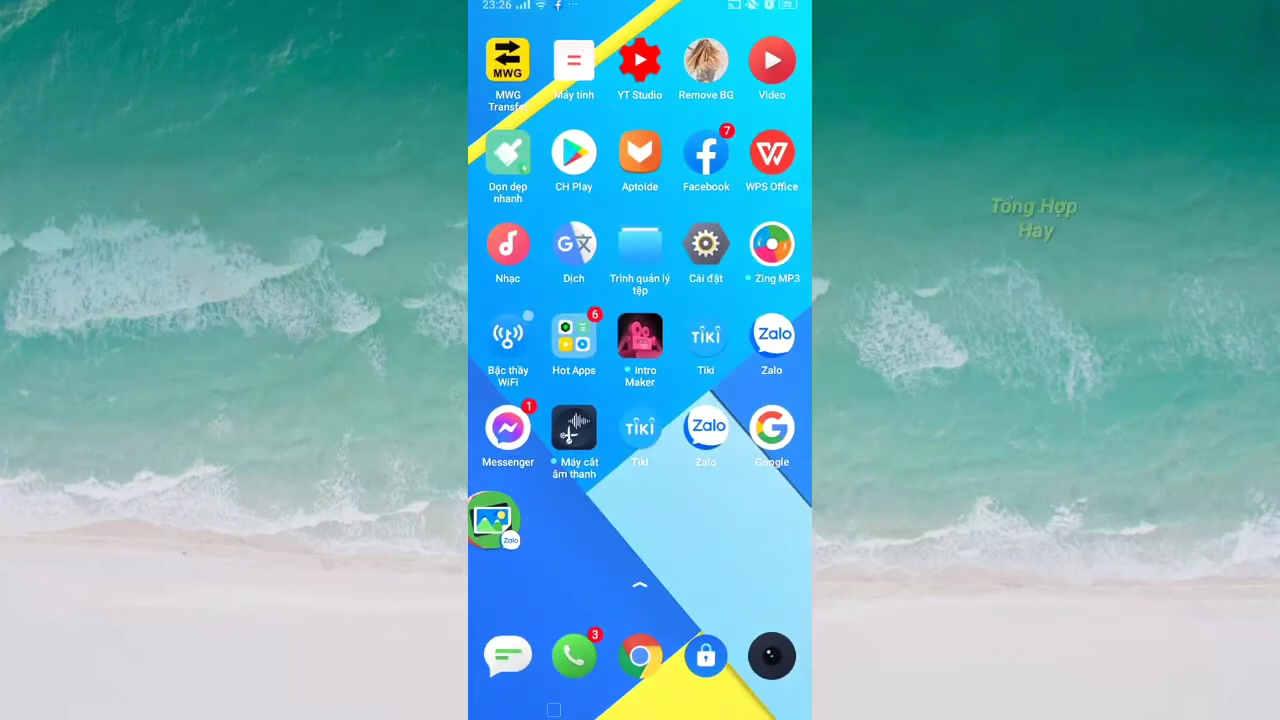 23:26
72
MWG
MWG
Transfer
Máy tính
YT Studio
Remove BG
Video
7
Dọn dẹp
nhanh
CH Play
Aptoide
Facebook
WPS Office
Nhạc
Dịch
Trình quản lý
tệp
Cài đặt
Zing MP3
6
TIKI
Zalo
Bậc thầy
WiFi
Hot Apps
Intro
Maker
Tiki
Zalo
1
TIKI
Zalo
Messenger
Máy cắt
âm thanh
Tiki
Zalo
Google
Zalo
3
Tổng Hợp
Hay